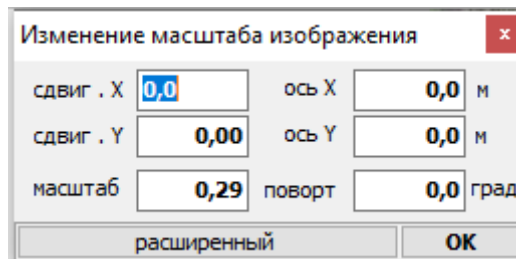 Изменение масштаба изображения x
сдвиг . X 0,0 ось X 0,0 м
сдвиг . Y 0,00 ось Y 0,0 м
масштаб 0,29 поворт 0,0 град
расширенный OK